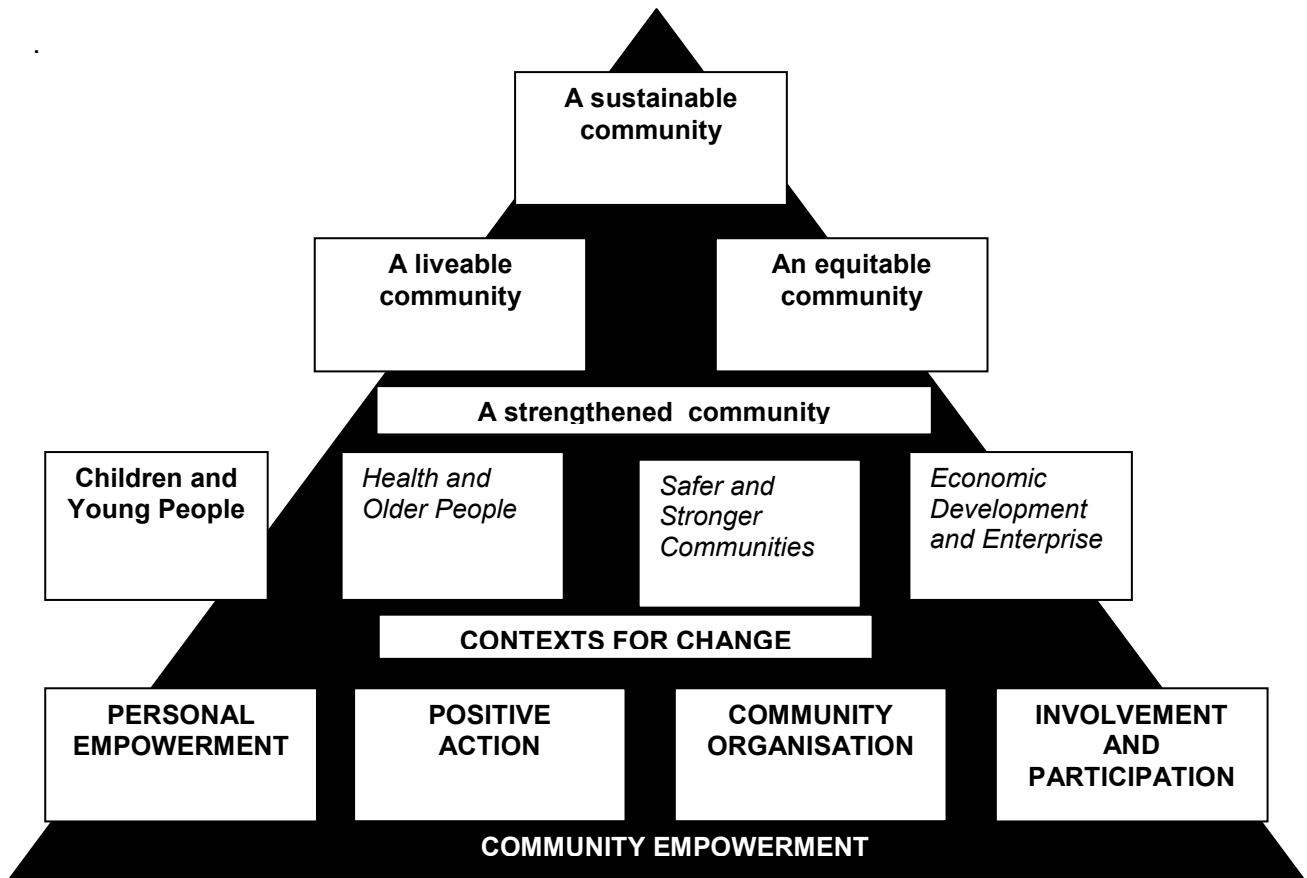 .
A sustainable
community
A liveable
community
An equitable
community
A strengthened community
Children and
Young People
Health and
Older People
Safer and
Stronger
Communities
Economic
Development
and Enterprise
CONTEXTS FOR CHANGE
PERSONAL
EMPOWERMENT
POSITIVE
ACTION
COMMUNITY
ORGANISATION
INVOLVEMENT
AND
PARTICIPATION
COMMUNITY EMPOWERMENT